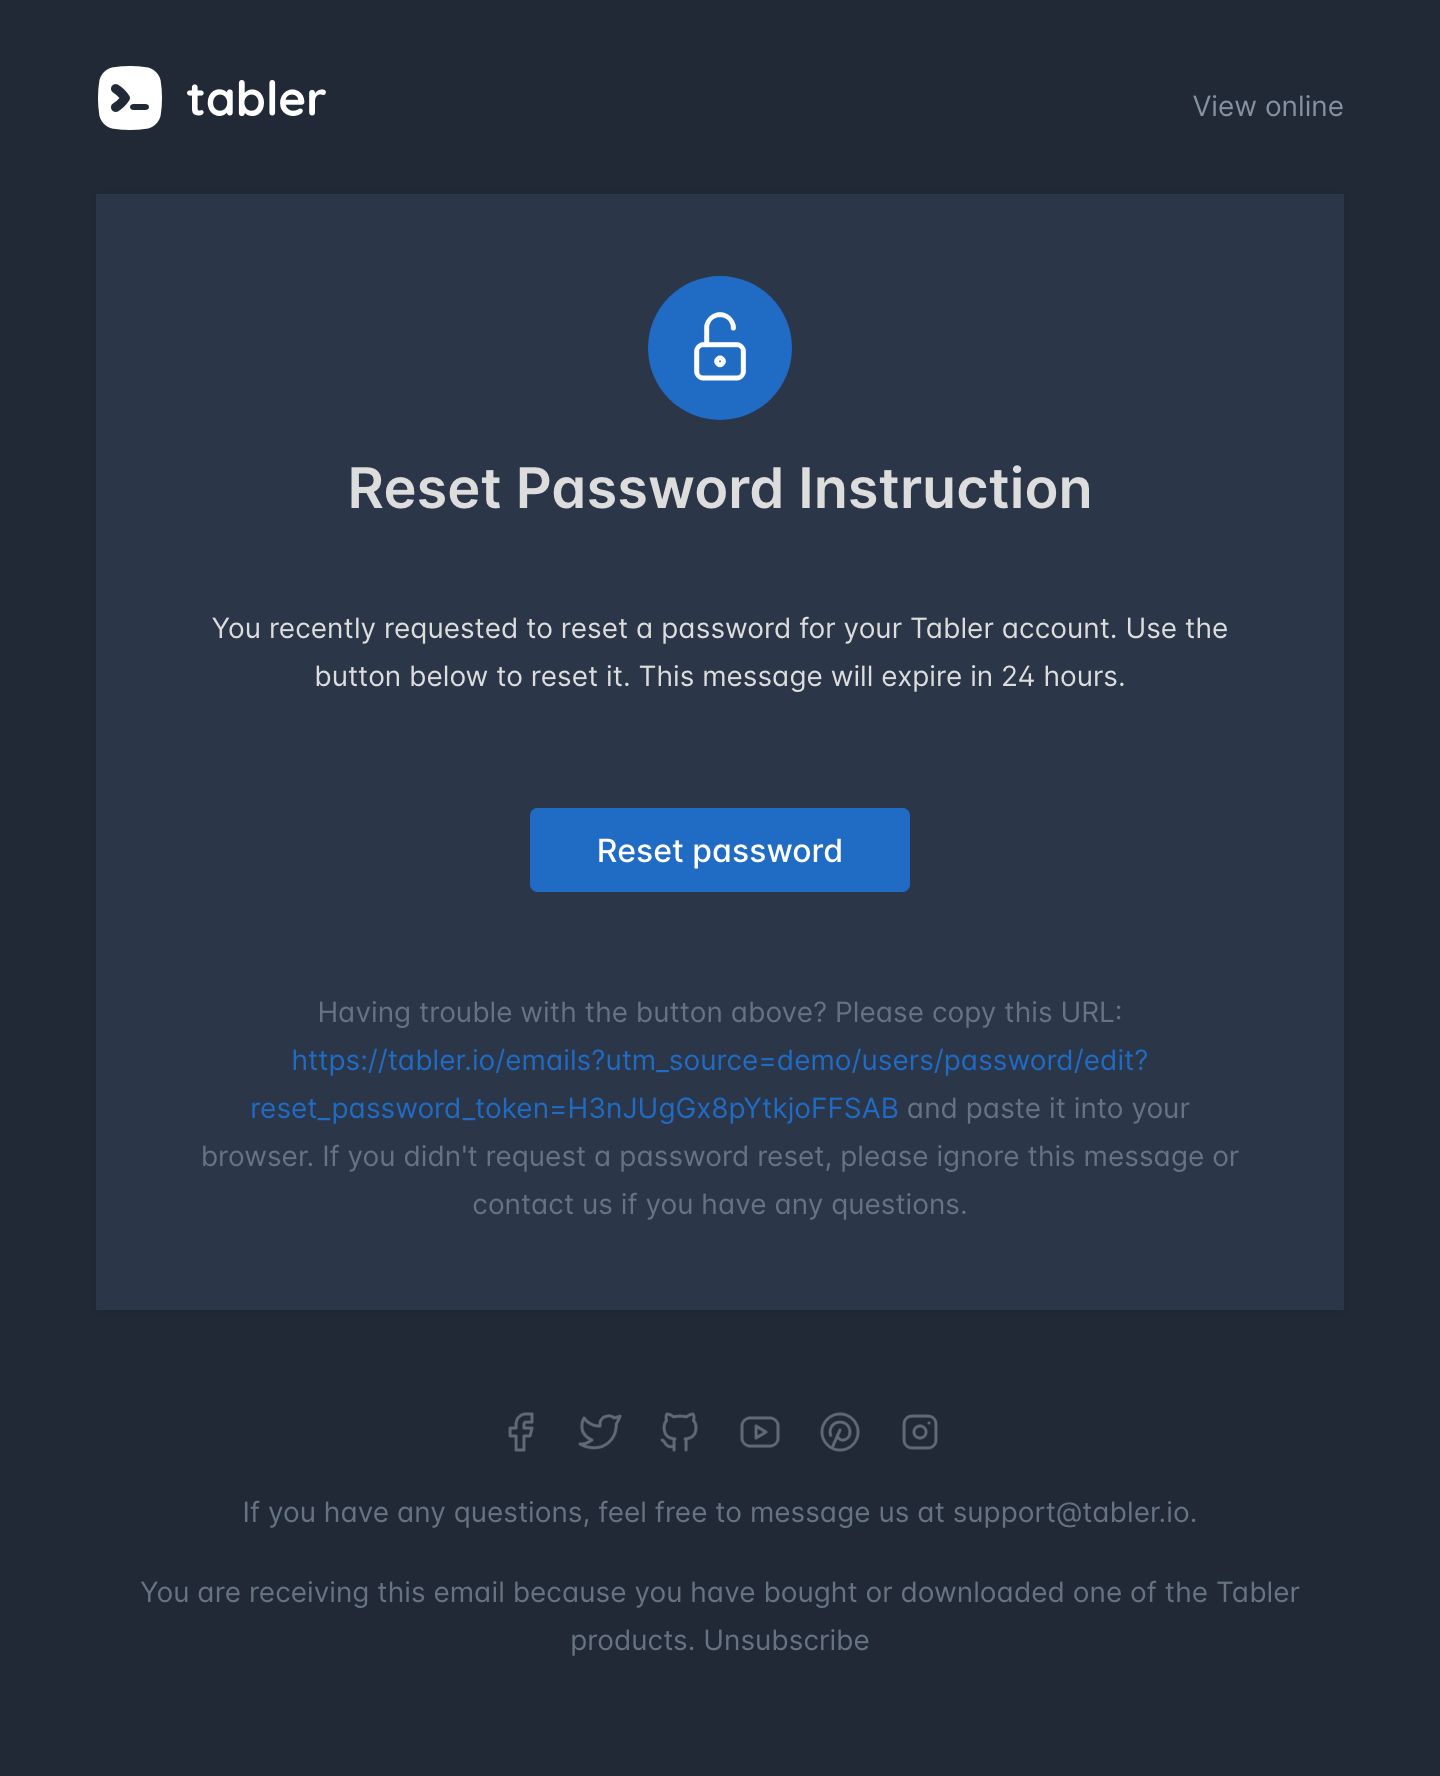 tabler
View online
Reset Password Instruction
You recently requested to reset a password for your Tabler account. Use the
button below to reset it. This message will expire in 24 hours.
Reset password
Having trouble with the button above? Please copy this URL:
https://tabler.io/emails?utm_source=demo/users/password/edit?
reset_password_token=H3nJUgGx8pYtkjoFFSAB and paste it into your
browser. If you didn't request a password reset, please ignore this message or
contact us if you have any questions.
If you have any questions, feel free to message us at support@tabler.io.
You are receiving this email because you have bought or downloaded one of the Tabler
products. Unsubscribe